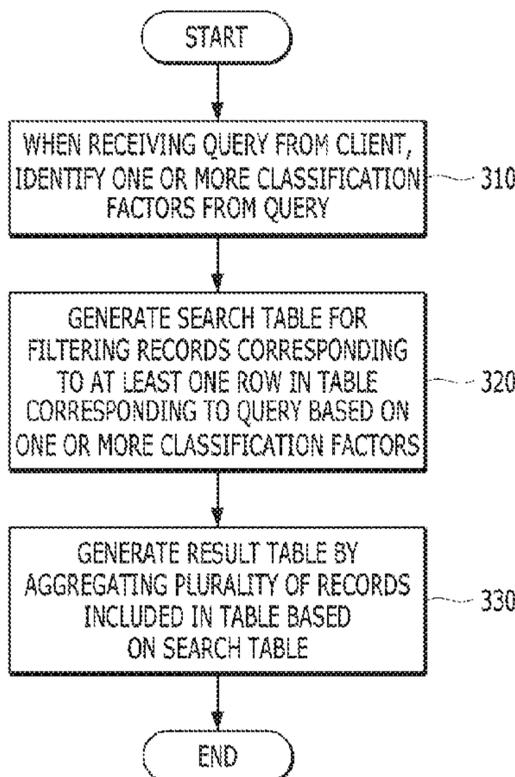 START
WHEN RECEIVING QUERY FROM CLIENT,
IDENTIFY ONE OR MORE CLASSIFICATION
FACTORS FROM QUERY
310
GENERATE SEARCH TABLE FOR
FILTERING RECORDS CORRESPONDING
TO AT LEAST ONE ROW IN TABLE
CORRESPONDING TO QUERY BASED ON
ONE OR MORE CLASSIFICATION FACTORS
320
GENERATE RESULT TABLE BY
AGGREGATING PLURALITY OF RECORDS
INCLUDED IN TABLE BASED
ON SEARCH TABLE
330
END